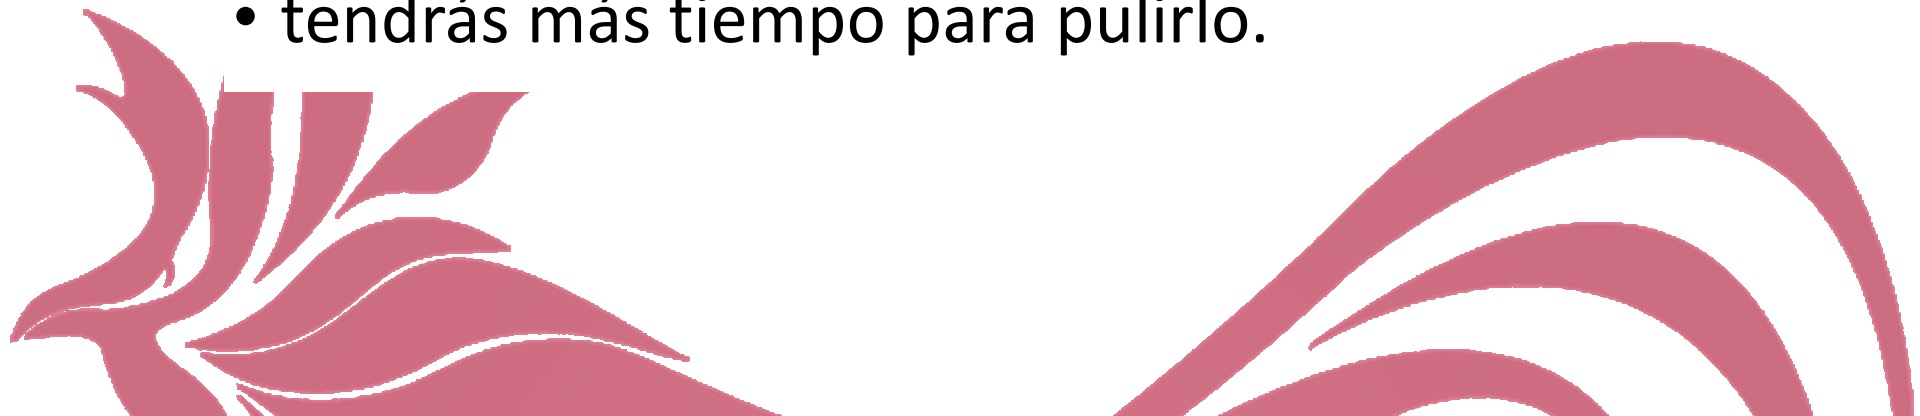 • tendrás más tiempo para pulirlo.